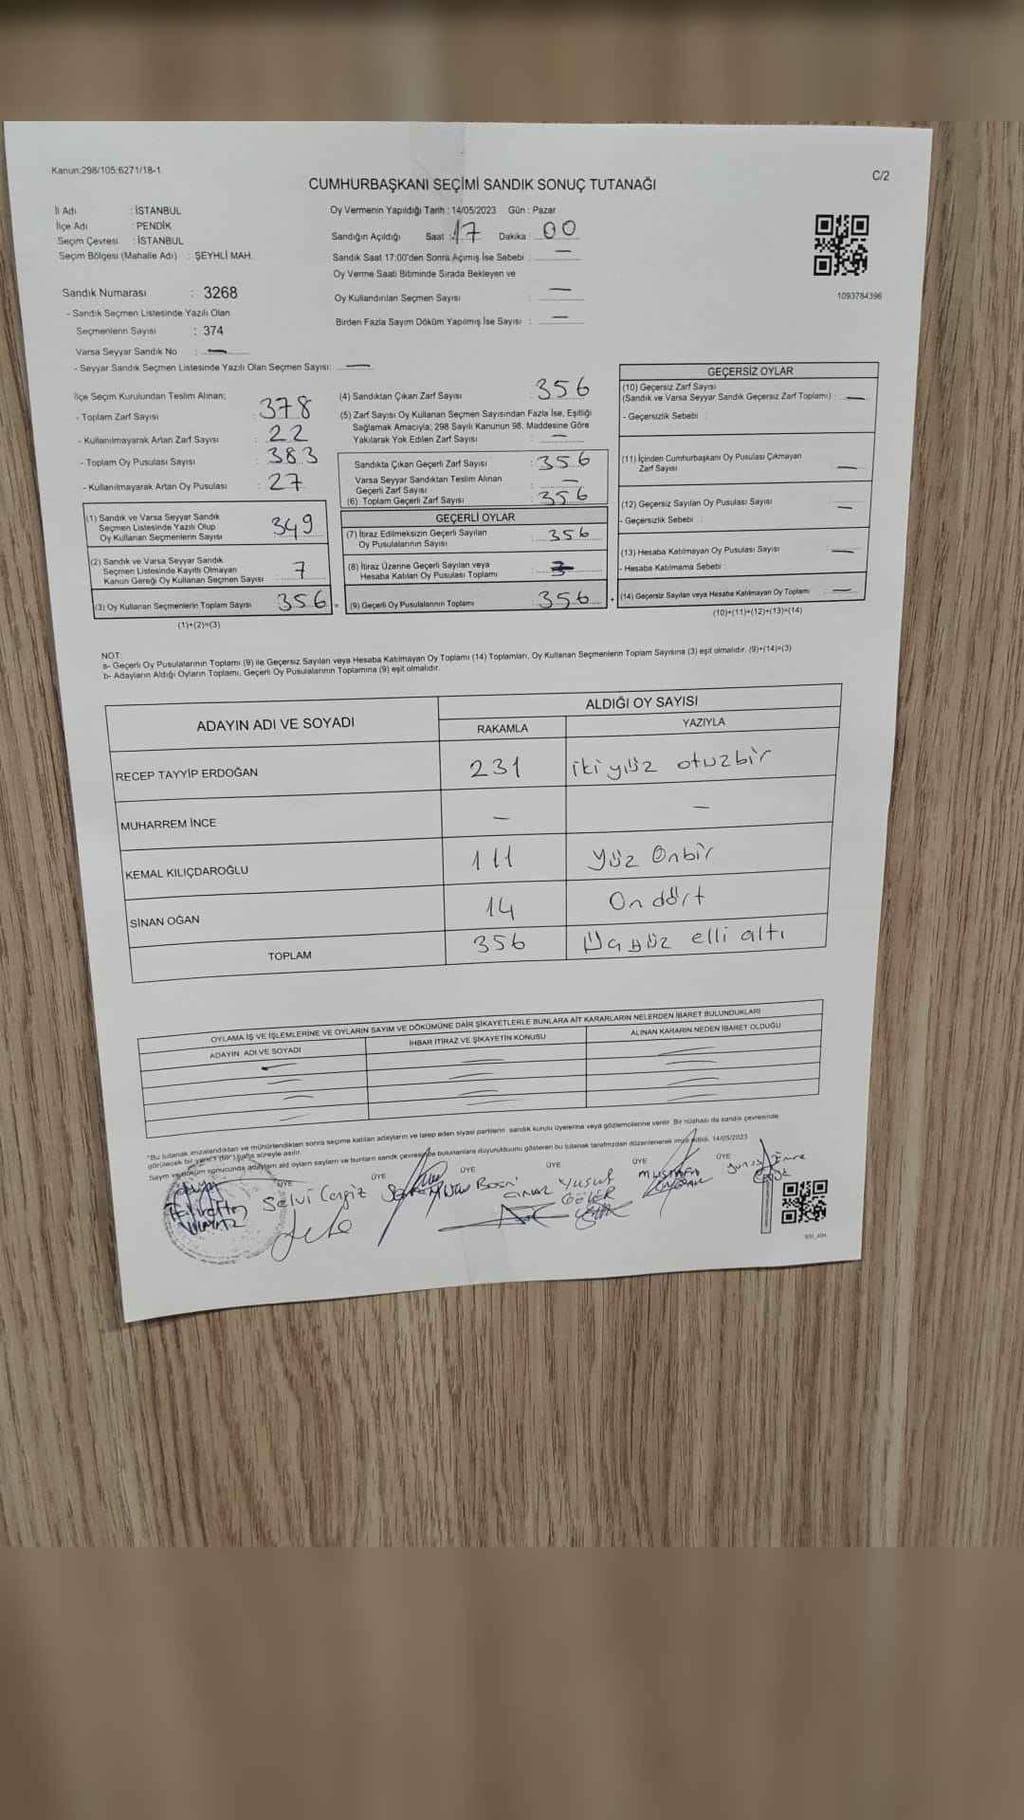 Kanun:298/105:6271/18-1
C/2
CUMHURBAŞKANI SEÇİMİ SANDIK SONUÇ TUTANAĞI
İl Adı : İSTANBUL
İlçe Adı : PENDİK
Seçim Çevresi : İSTANBUL
Seçim Bölgesi (Mahalle Adı) : ŞEYHLİ MAH.
Sandık Numarası : 3268
- Sandık Seçmen Listesinde Yazılı Olan
Seçmenlerin Sayısı : 374
Varsa Seyyar Sandık No : —
- Seyyar Sandık Seçmen Listesinde Yazılı Olan Seçmen Sayısı: —
Oy Vermenin Yapıldığı Tarih : 14/05/2023 Gün : Pazar
Sandığın Açıldığı Saat : 17 Dakika : 00
Sandık Saat 17:00'den Sonra Açılmış İse Sebebi : —
Oy Verme Saati Bitiminde Sırada Bekleyen ve
Oy Kullandırılan Seçmen Sayısı : —
Birden Fazla Sayım Döküm Yapılmış İse Sayısı : —
1093784396
İlçe Seçim Kurulundan Teslim Alınan;
- Toplam Zarf Sayısı : 378
- Kullanılmayarak Artan Zarf Sayısı : 22
- Toplam Oy Pusulası Sayısı : 383
- Kullanılmayarak Artan Oy Pusulası : 27
(1) Sandık ve Varsa Seyyar Sandık
Seçmen Listesinde Yazılı Olup
Oy Kullanan Seçmenlerin Sayısı : 349
(2) Sandık ve Varsa Seyyar Sandık
Seçmen Listesinde Kayıtlı Olmayan
Kanun Gereği Oy Kullanan Seçmen Sayısı : 7
(3) Oy Kullanan Seçmenlerin Toplam Sayısı : 356
(1)+(2)=(3)
(4) Sandıktan Çıkan Zarf Sayısı : 356
(5) Zarf Sayısı Oy Kullanan Seçmen Sayısından Fazla İse, Eşitliği
Sağlamak Amacıyla; 298 Sayılı Kanunun 98. Maddesine Göre
Yakılarak Yok Edilen Zarf Sayısı : —
Sandıkta Çıkan Geçerli Zarf Sayısı : 356
Varsa Seyyar Sandıktan Teslim Alınan
Geçerli Zarf Sayısı : —
(6) Toplam Geçerli Zarf Sayısı : 356
GEÇERLİ OYLAR
(7) İtiraz Edilmeksizin Geçerli Sayılan
Oy Pusulalarının Sayısı : 356
(8) İtiraz Üzerine Geçerli Sayılan veya
Hesaba Katılan Oy Pusulası Toplamı :
(9) Geçerli Oy Pusulalarının Toplamı : 356
GEÇERSİZ OYLAR
(10) Geçersiz Zarf Sayısı
(Sandık ve Varsa Seyyar Sandık Geçersiz Zarf Toplamı) : —
- Geçersizlik Sebebi :
(11) İçinden Cumhurbaşkanı Oy Pusulası Çıkmayan
Zarf Sayısı : —
(12) Geçersiz Sayılan Oy Pusulası Sayısı : —
- Geçersizlik Sebebi :
(13) Hesaba Katılmayan Oy Pusulası Sayısı : —
- Hesaba Katılmama Sebebi :
(14) Geçersiz Sayılan veya Hesaba Katılmayan Oy Toplamı : —
(10)+(11)+(12)+(13)=(14)
NOT:
a- Geçerli Oy Pusulalarının Toplamı (9) ile Geçersiz Sayılan veya Hesaba Katılmayan Oy Toplamı (14) Toplamları, Oy Kullanan Seçmenlerin Toplam Sayısına (3) eşit olmalıdır. (9)+(14)=(3)
b- Adayların Aldığı Oyların Toplamı, Geçerli Oy Pusulalarının Toplamına (9) eşit olmalıdır.
ADAYIN ADI VE SOYADI ALDIĞI OY SAYISI
RAKAMLA YAZIYLA
RECEP TAYYİP ERDOĞAN 231 iki yüz otuzbir
MUHARREM İNCE — —
KEMAL KILIÇDAROĞLU 111 Yüz Onbir
SİNAN OĞAN 14 On dört
TOPLAM 356 Üçyüz elli altı
OYLAMA İŞ VE İŞLEMLERİNE VE OYLARIN SAYIM VE DÖKÜMÜNE DAİR ŞİKAYETLERLE BUNLARA AİT KARARLARIN NELERDEN İBARET BULUNDUKLARI
ADAYIN ADI VE SOYADI İHBAR İTİRAZ VE ŞİKAYETİN KONUSU ALINAN KARARIN NEDEN İBARET OLDUĞU
"Bu tutanak imzalandıktan ve mühürlendikten sonra seçime katılan adayların ve talep eden siyasi partilerin sandık kurulu üyelerine veya gözlemcilerine verilir. Bir nüshası da sandık çevresinde
görülecek bir yere 1 (bir) hafta süreyle asılır.
Sayım ve döküm sonucunda adayların aldığı oyların sayılarını ve bunların sandık çevresinde bulunanlara duyurulduğunu gösteren bu tutanak tarafımızdan düzenlenerek imza edildi. 14/05/2023
ÜYE ÜYE ÜYE ÜYE ÜYE ÜYE
Fahrettin
Selvi Cengiz
Yusuf
Mustafa
Yunus Emre